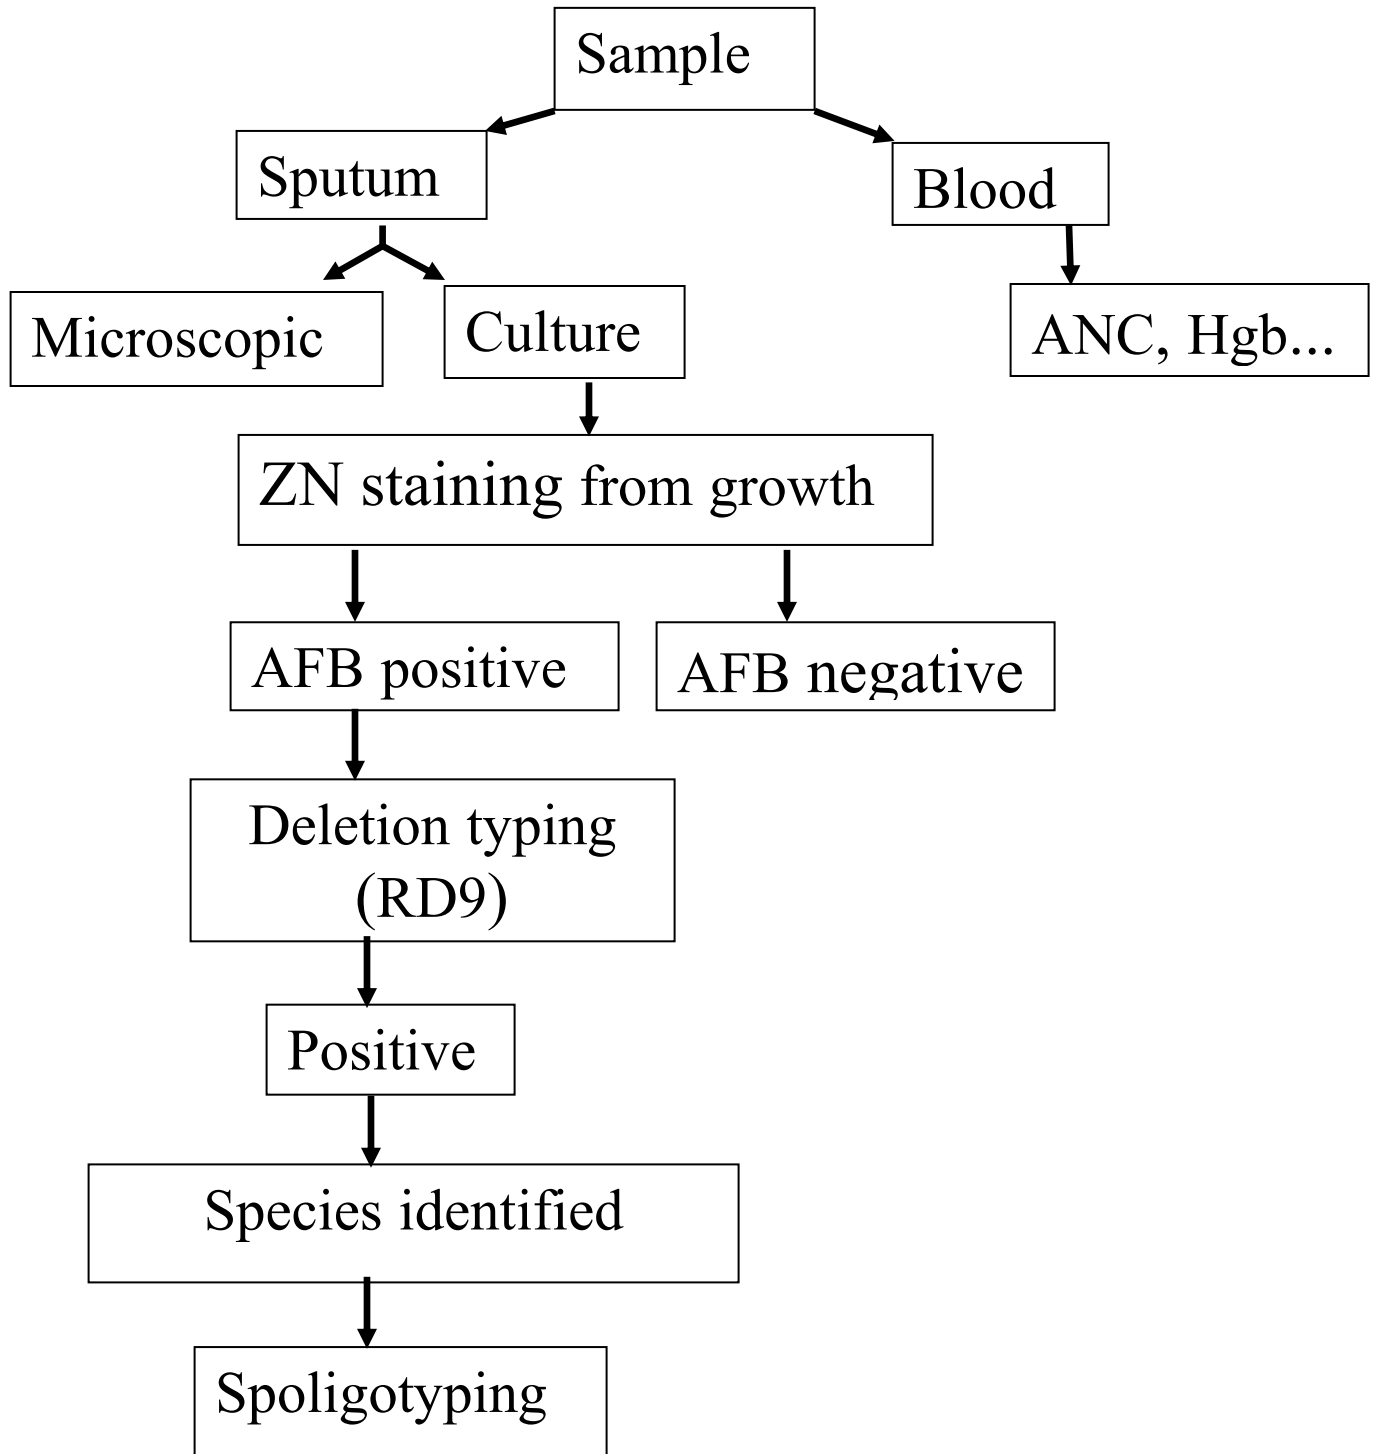 Sample
Sputum
Blood
Microscopic
Culture
ANC, Hgb...
ZN staining from growth
AFB positive
AFB negative
Deletion typing
(RD9)
Positive
Species identified
Spoligotyping